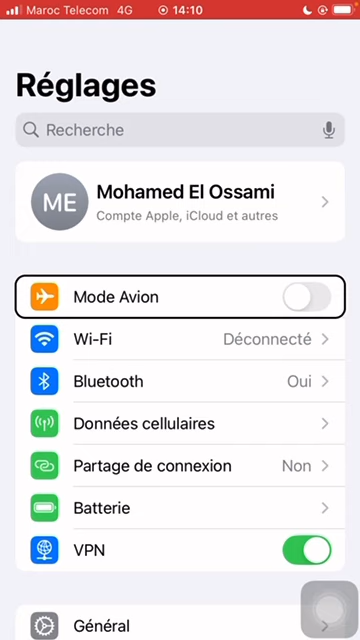 Maroc Telecom 4G 14:10
Réglages
Recherche
ME
Mohamed El Ossami
Compte Apple, iCloud et autres
Mode Avion
Wi-Fi Déconnecté
Bluetooth Oui
Données cellulaires
Partage de connexion Non
Batterie
VPN
Général